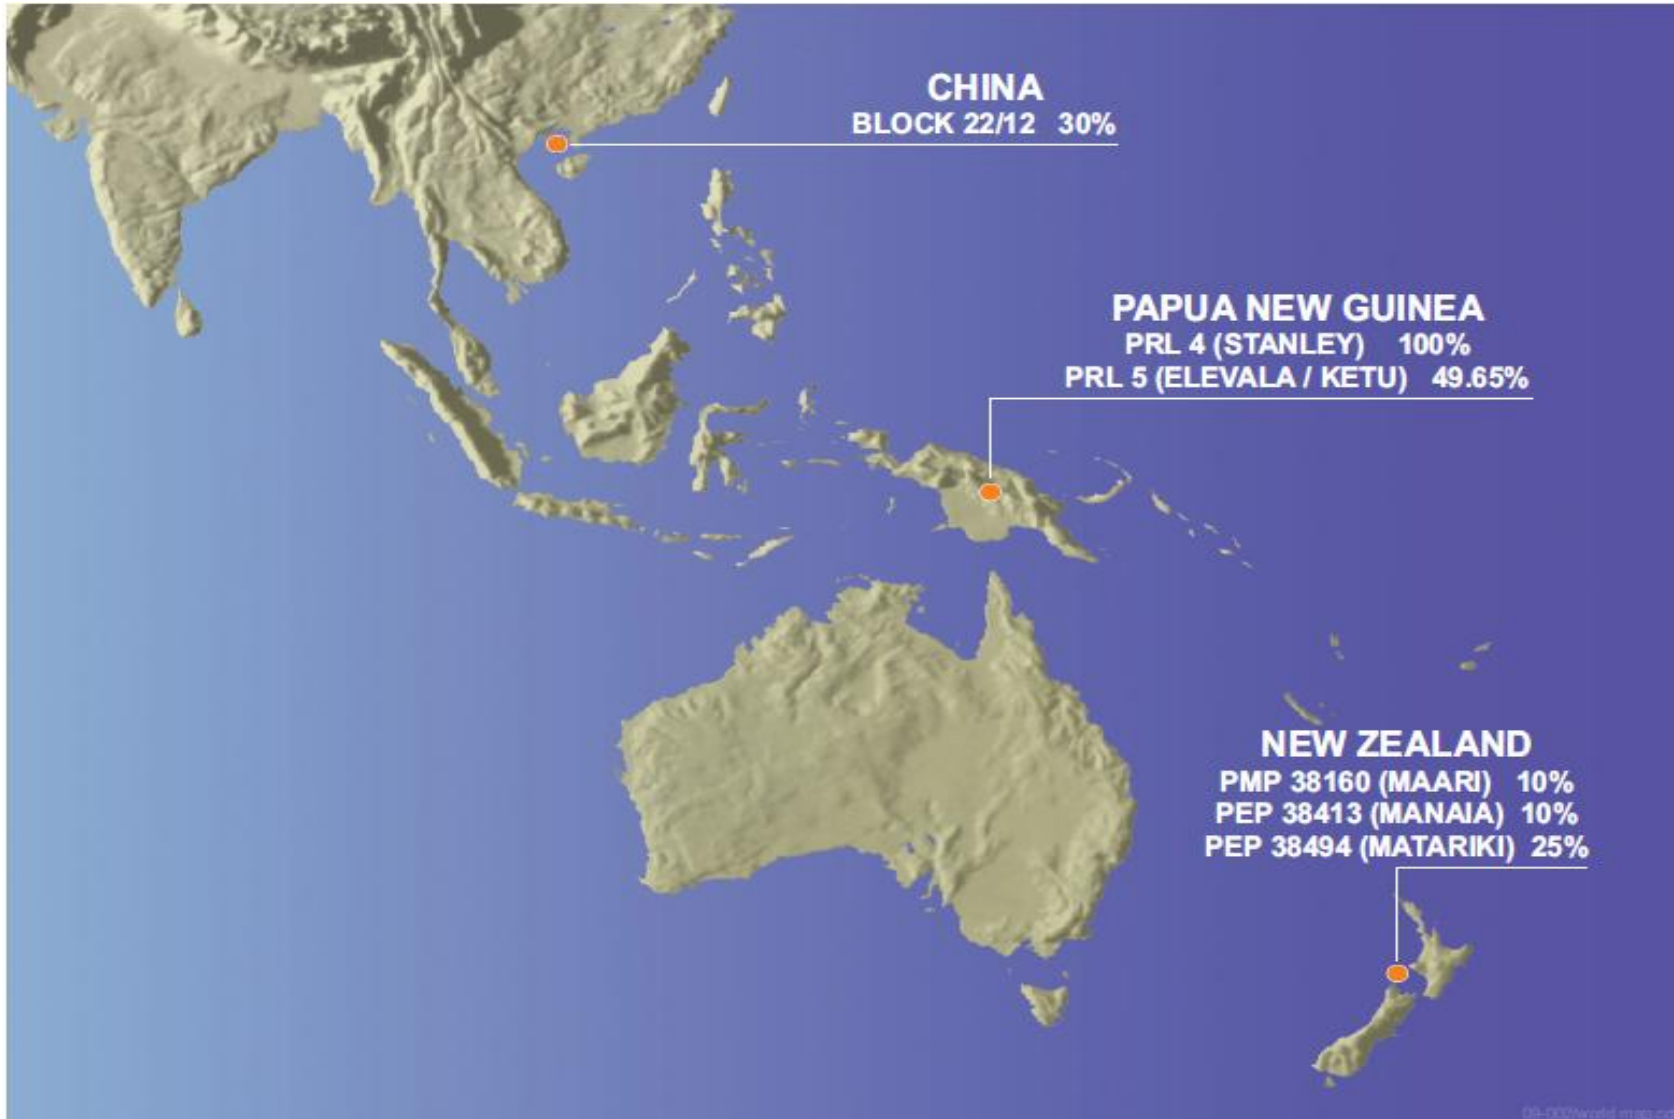 CHINA
BLOCK 22/12 30%
PAPUA NEW GUINEA
PRL 4 (STANLEY) 100%
PRL 5 (ELEVALA / KETU) 49.65%
NEW ZEALAND
PMP 38160 (MAARI) 10%
PEP 38413 (MANAIA) 10%
PEP 38494 (MATARIKI) 25%